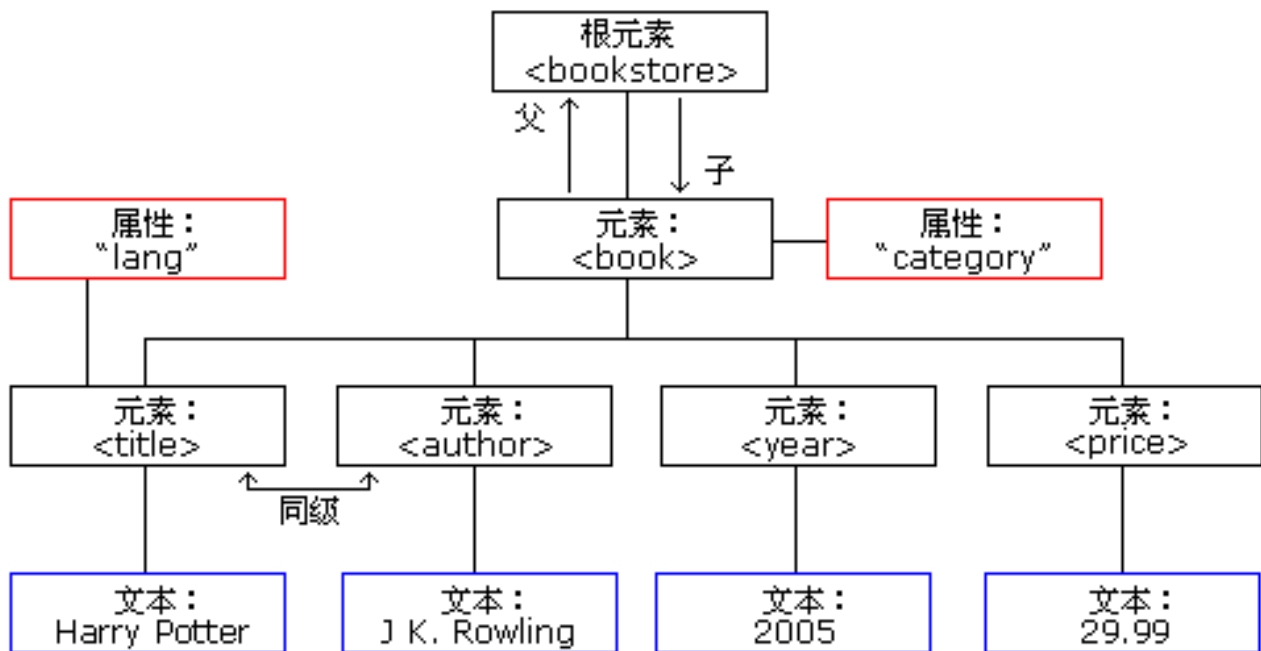 根元素
<bookstore>
父
子
属性：
“lang”
元素：
<book>
属性：
“category”
元素：
<title>
元素：
<author>
元素：
<year>
元素：
<price>
同级
文本：
Harry Potter
文本：
J K. Rowling
文本：
2005
文本：
29.99